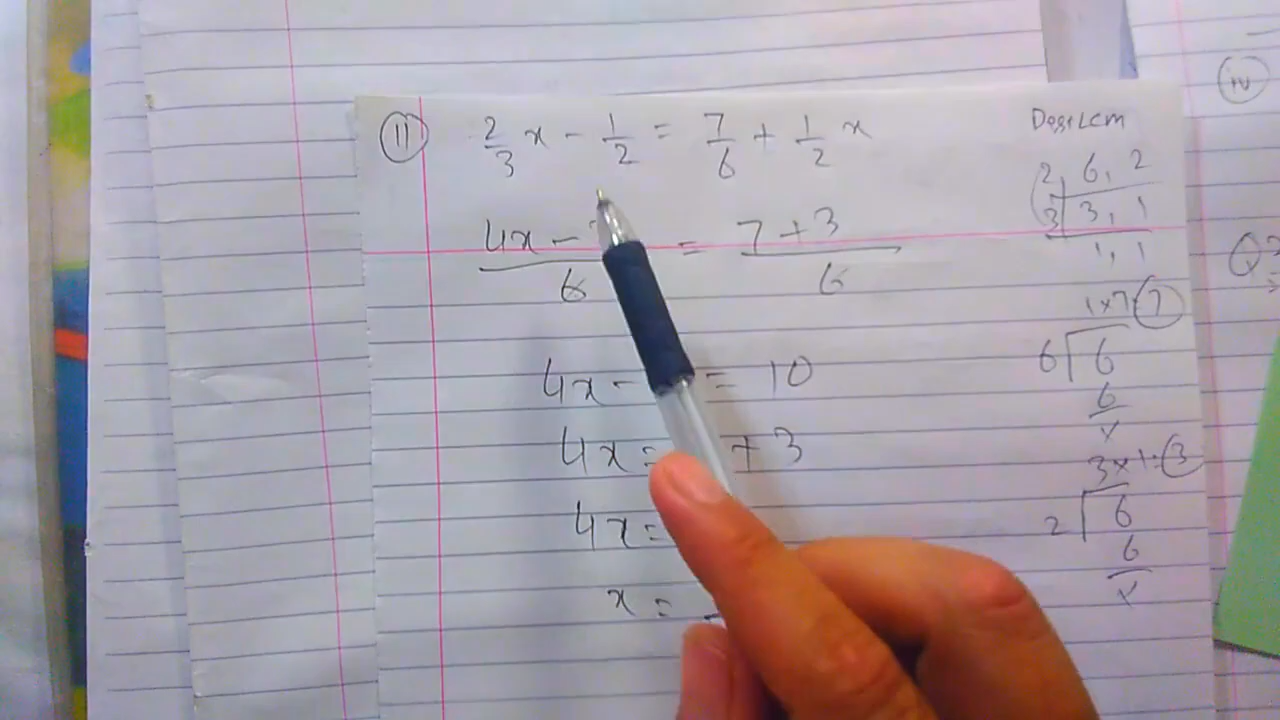 (11) 2/3 x - 1/2 = 7/6 + 1/2 x
4x - / 6 = 7 + 3 / 6
4x - = 10
4x = + 3
4x =
x =
LCM
2 6, 2
3 3, 1
1, 1
1x7 7
6 6
6
x
3x1 = 3
2 6
6
x
iv
Q